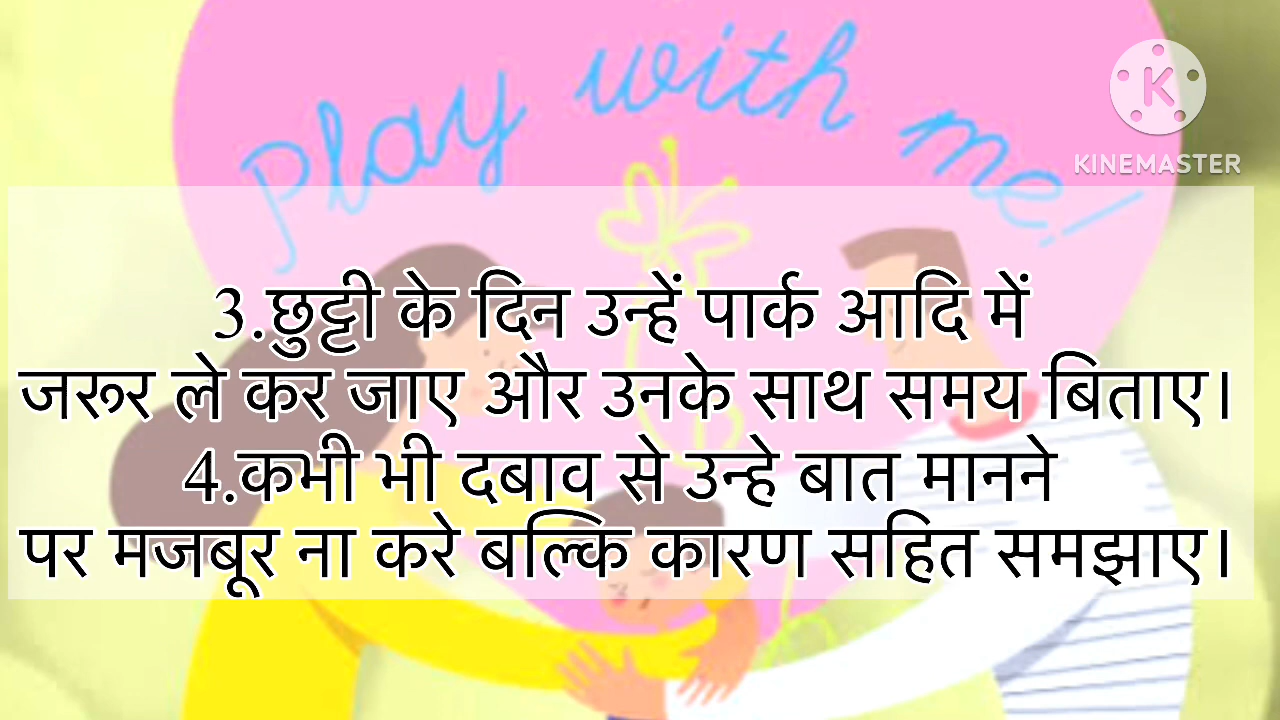 Play with me!
KINEMASTER
3.छुट्टी के दिन उन्हें पार्क आदि में
जरूर ले कर जाए और उनके साथ समय बिताए।
4.कभी भी दबाव से उन्हे बात मानने
पर मजबूर ना करे बल्कि कारण सहित समझाए।